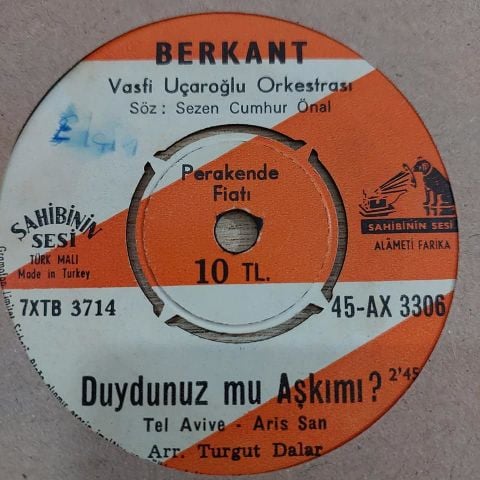 BERKANT
Vasfi Uçaroğlu Orkestrası
Söz : Sezen Cumhur Önal
Perakende
Fiatı
10 TL.
SAHİBİNİN
SESİ
TÜRK MALI
Made in Turkey
SAHİBİNİN SESİ
ALÂMETİ FARİKA
7XTB 3714
45-AX 3306
Duydunuz mu Aşkımı? 2'45
Tel Avive - Aris San
Arr. Turgut Dalar